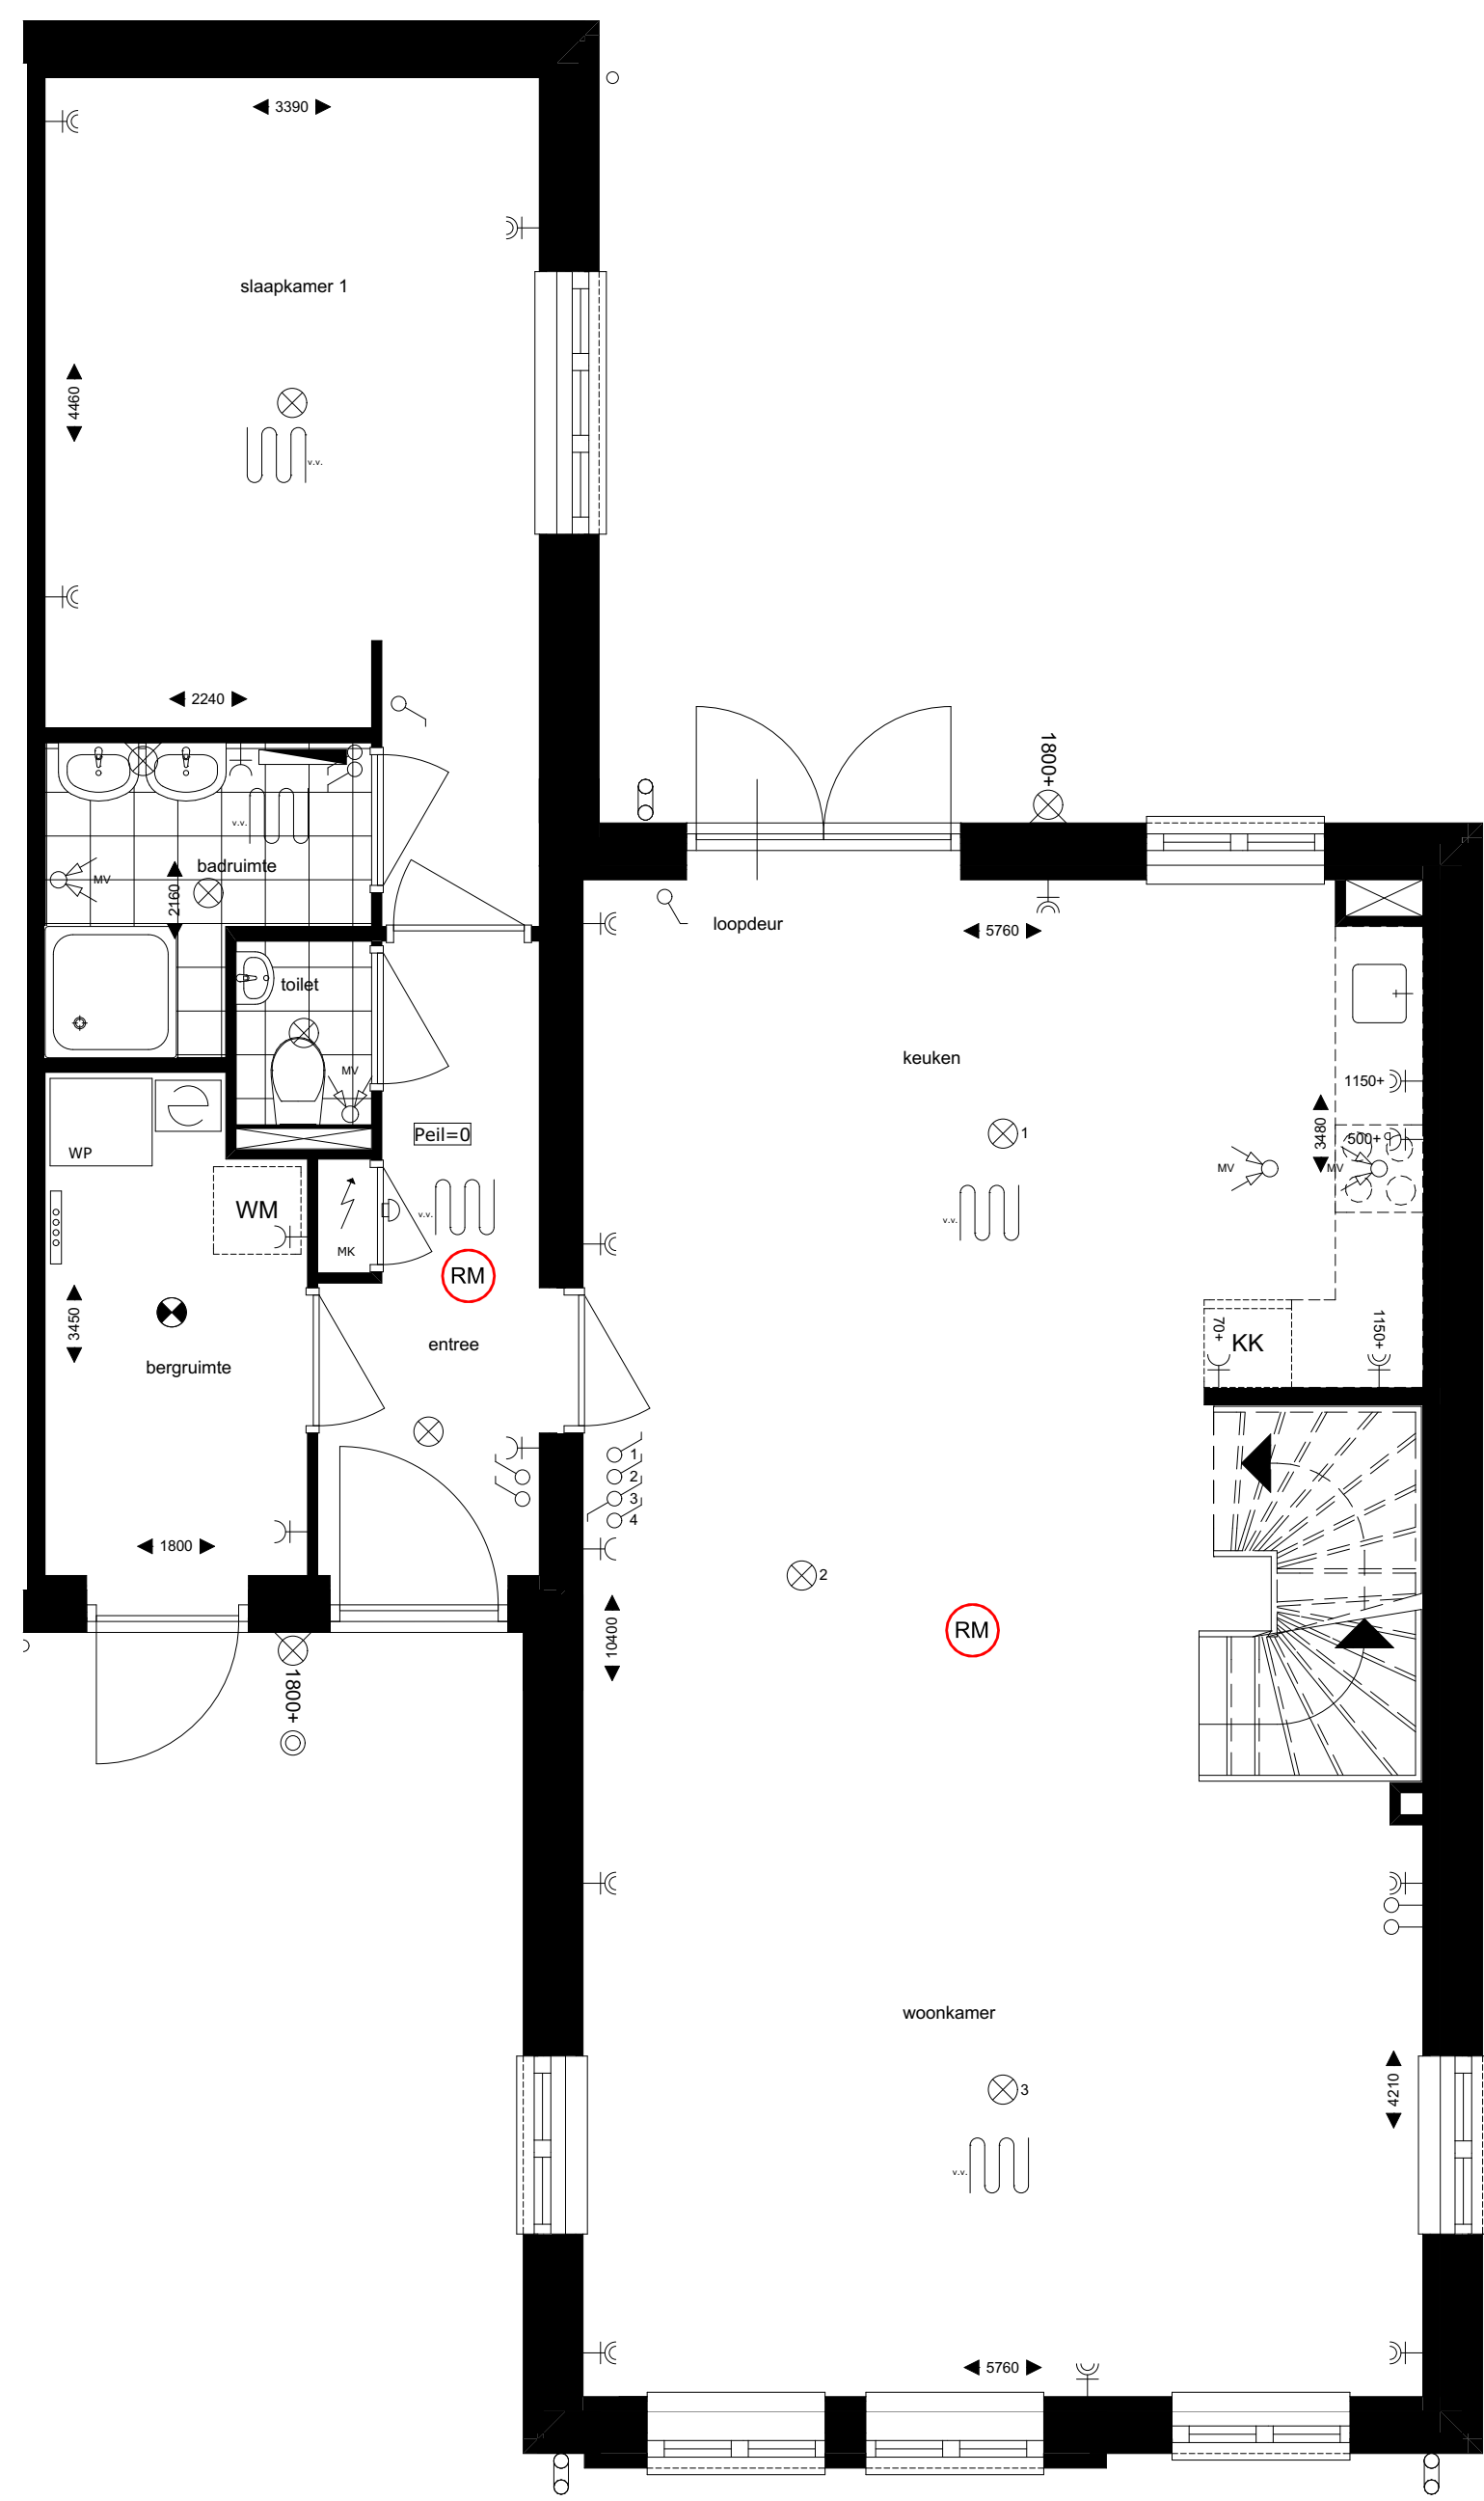 3390
slaapkamer 1
4460
v.v.
2240
1800+
v.v.
badruimte
MV
2160
loopdeur
5760
toilet
keuken
MV
1150+
WP
Peil=0
1
3480
500+
MV
MV
WM
v.v.
v.v.
MK
RM
3450
entree
70+
KK
1150+
bergruimte
1
2
3
4
1800
2
10400
RM
1800+
woonkamer
3
4210
v.v.
5760